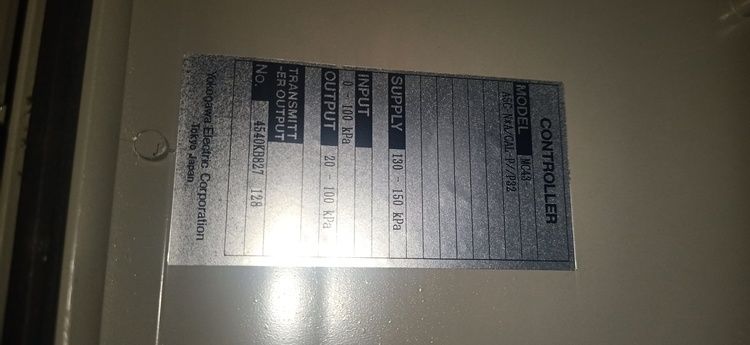 CONTROLLER
MODEL MC43-
SUPPLY 130 - 150 kPa
INPUT
0 - 100 kPa
OUTPUT 20 - 100 kPa
TRANSMITT
-ER OUTPUT
NO. 128
Yokogawa Electric Corporation
Tokyo Japan